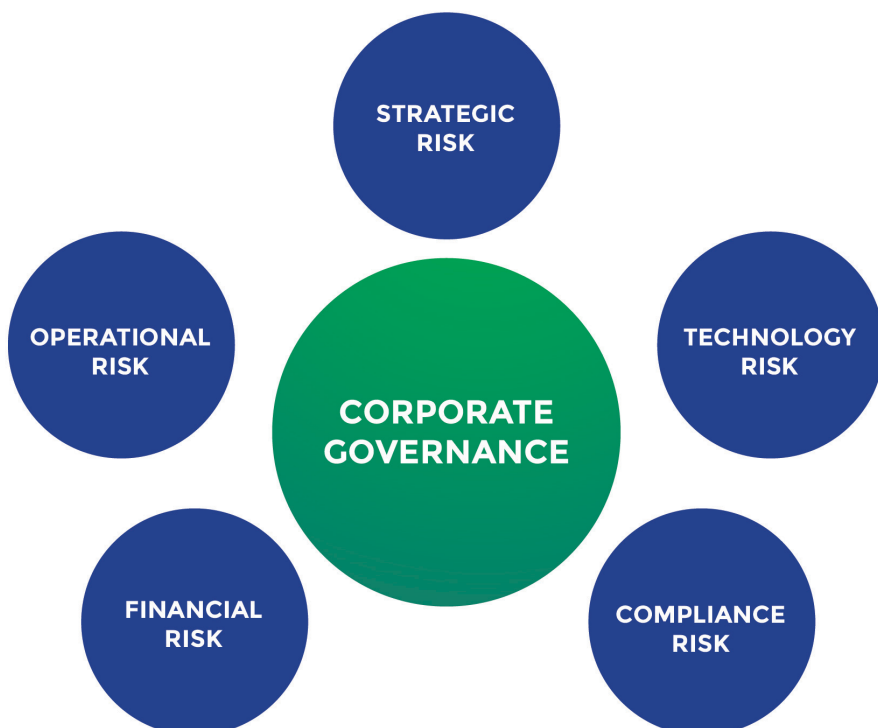 STRATEGIC
RISK
OPERATIONAL
RISK
TECHNOLOGY
RISK
CORPORATE
GOVERNANCE
FINANCIAL
RISK
COMPLIANCE
RISK